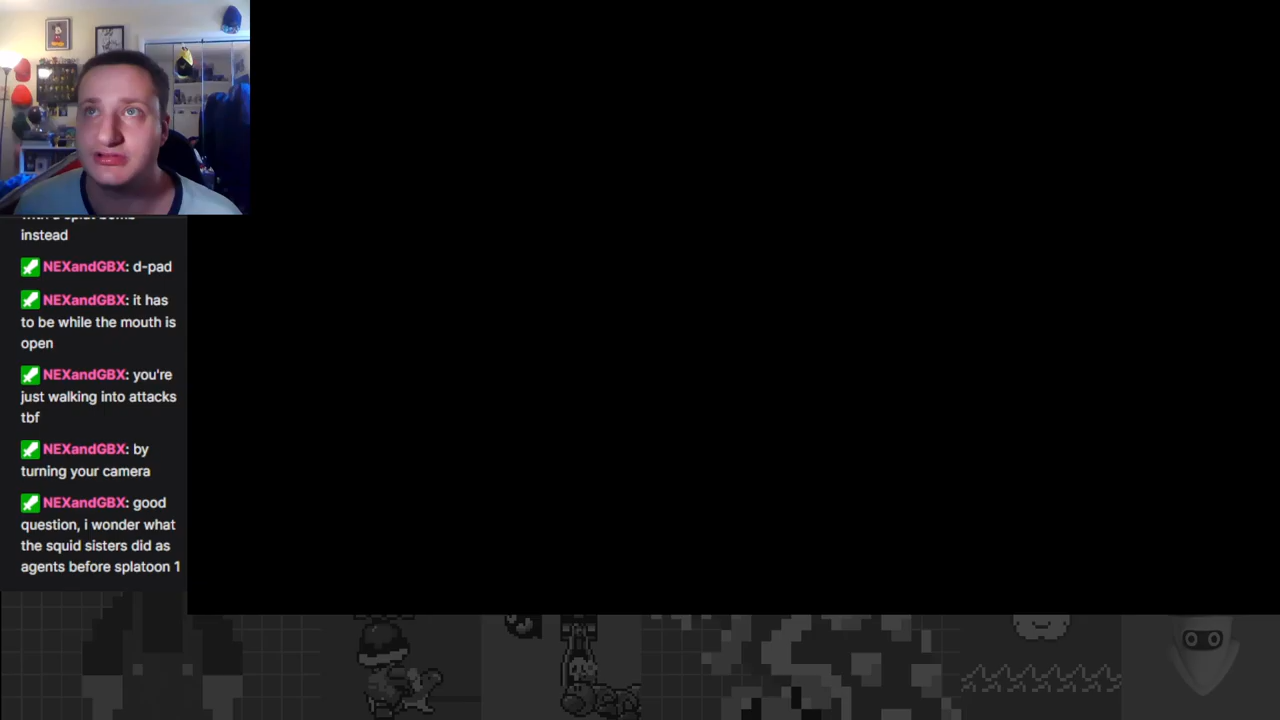 instead
NEXandGBX: d-pad
NEXandGBX: it has
to be while the mouth is
open
NEXandGBX: you're
just walking into attacks
tbf
NEXandGBX: by
turning your camera
NEXandGBX: good
question, i wonder what
the squid sisters did as
agents before splatoon 1